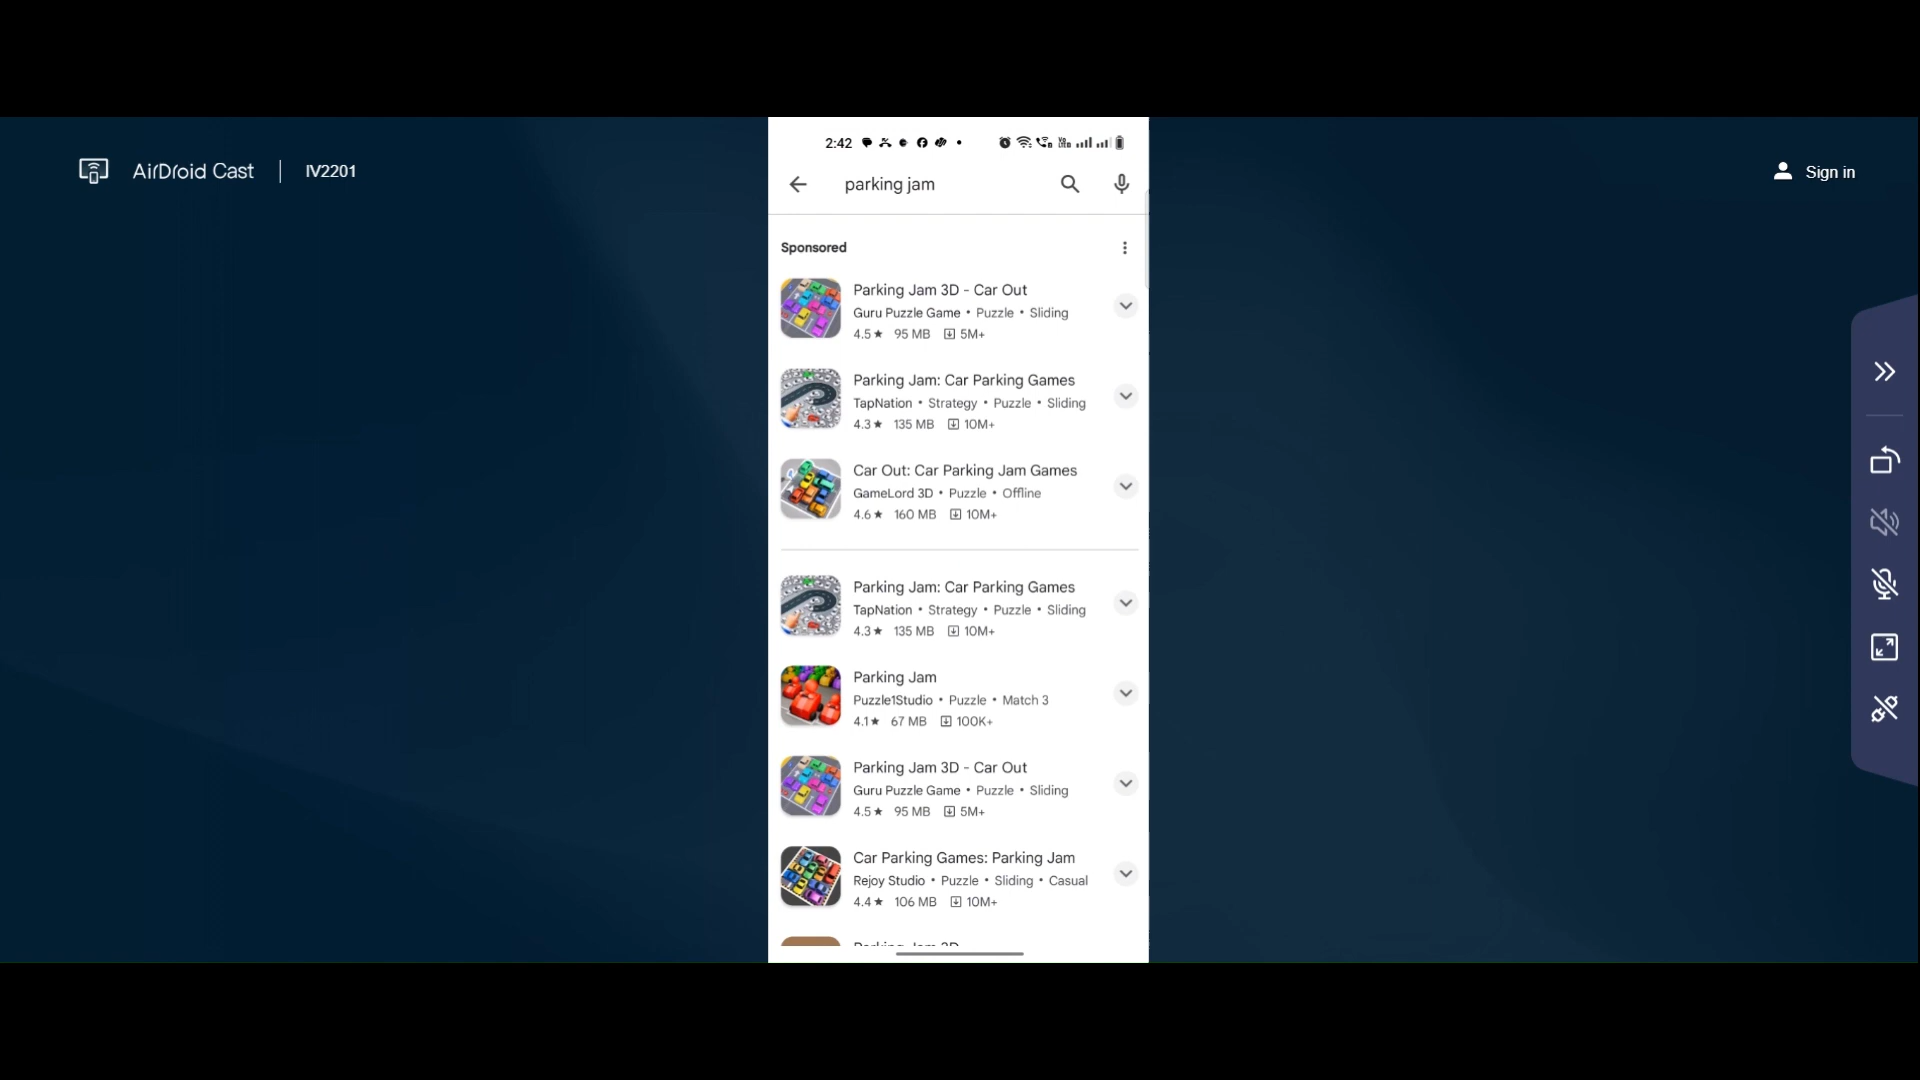 AirDroid Cast | IV2201
Sign in
2:42
parking jam
Sponsored
Parking Jam 3D - Car Out
Guru Puzzle Game • Puzzle • Sliding
4.5★ 95 MB 5M+
Parking Jam: Car Parking Games
TapNation • Strategy • Puzzle • Sliding
4.3★ 135 MB 10M+
Car Out: Car Parking Jam Games
GameLord 3D • Puzzle • Offline
4.6★ 160 MB 10M+
Parking Jam: Car Parking Games
TapNation • Strategy • Puzzle • Sliding
4.3★ 135 MB 10M+
Parking Jam
Puzzle1Studio • Puzzle • Match 3
4.1★ 67 MB 100K+
Parking Jam 3D - Car Out
Guru Puzzle Game • Puzzle • Sliding
4.5★ 95 MB 5M+
Car Parking Games: Parking Jam
Rejoy Studio • Puzzle • Sliding • Casual
4.4★ 106 MB 10M+
Parking Jam 3D